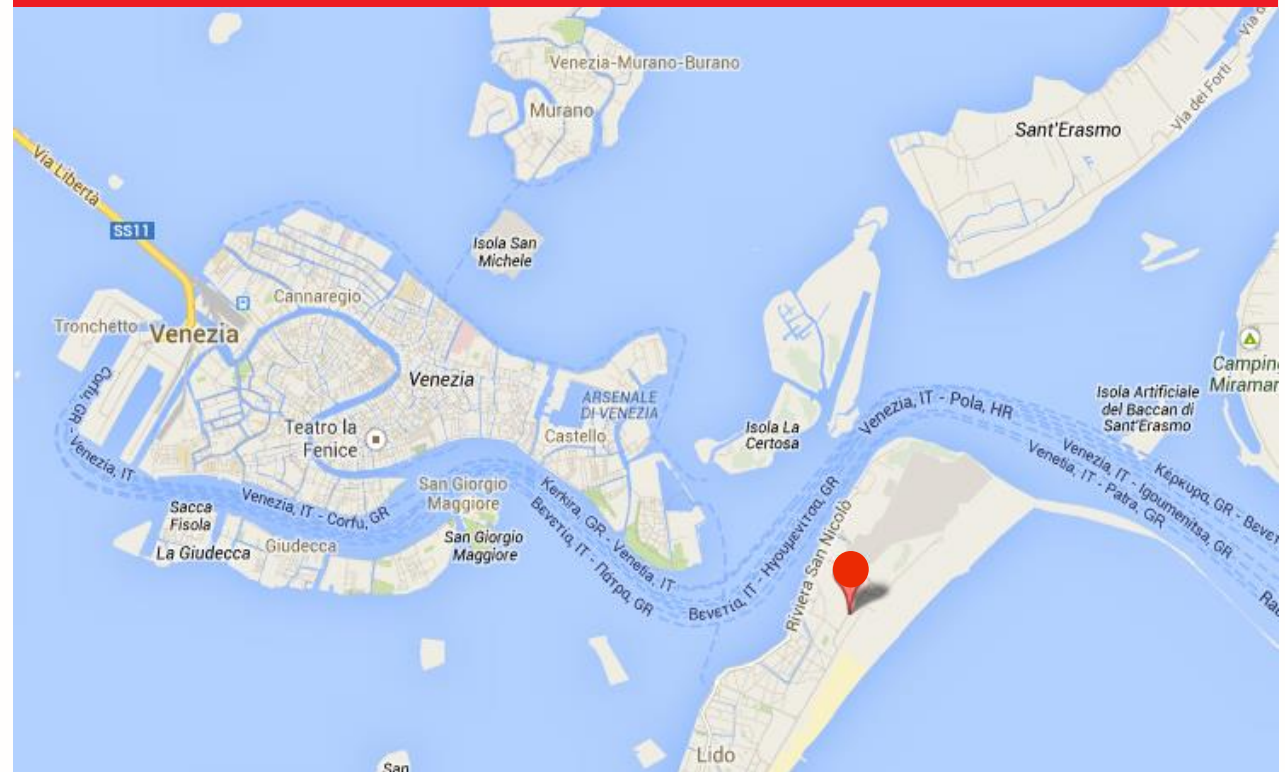 Via d
Venezia-Murano-Burano
Via dei Forti
Murano
Sant'Erasmo
Via Libertà
SS11
Isola San
Michele
Cannaregio
Tronchetto
Venezia
Camping
Miramar
Venezia
Corfu, GR - Venezia, IT
ARSENALE
DI VENEZIA
Isola Artificiale
del Baccan di
Sant'Erasmo
Venezia, IT - Pola, HR
Teatro la
Fenice
Castello
Isola La
Certosa
Venezia, IT - Igoumenitsa, GR
Κέρκυρα, GR - Βενετ
Venetia, IT - Patra, GR
San Giorgio
Maggiore
Kerkira, GR - Venetia, IT
Βενετία, IT - Πάτρα, GR
Βενετία, IT - Ηγουμενίτσα, GR
Venezia, IT - Corfu, GR
Sacca
Fisola
La Giudecca
Giudecca
San Giorgio
Maggiore
Riviera San Nicolò
Lido
San